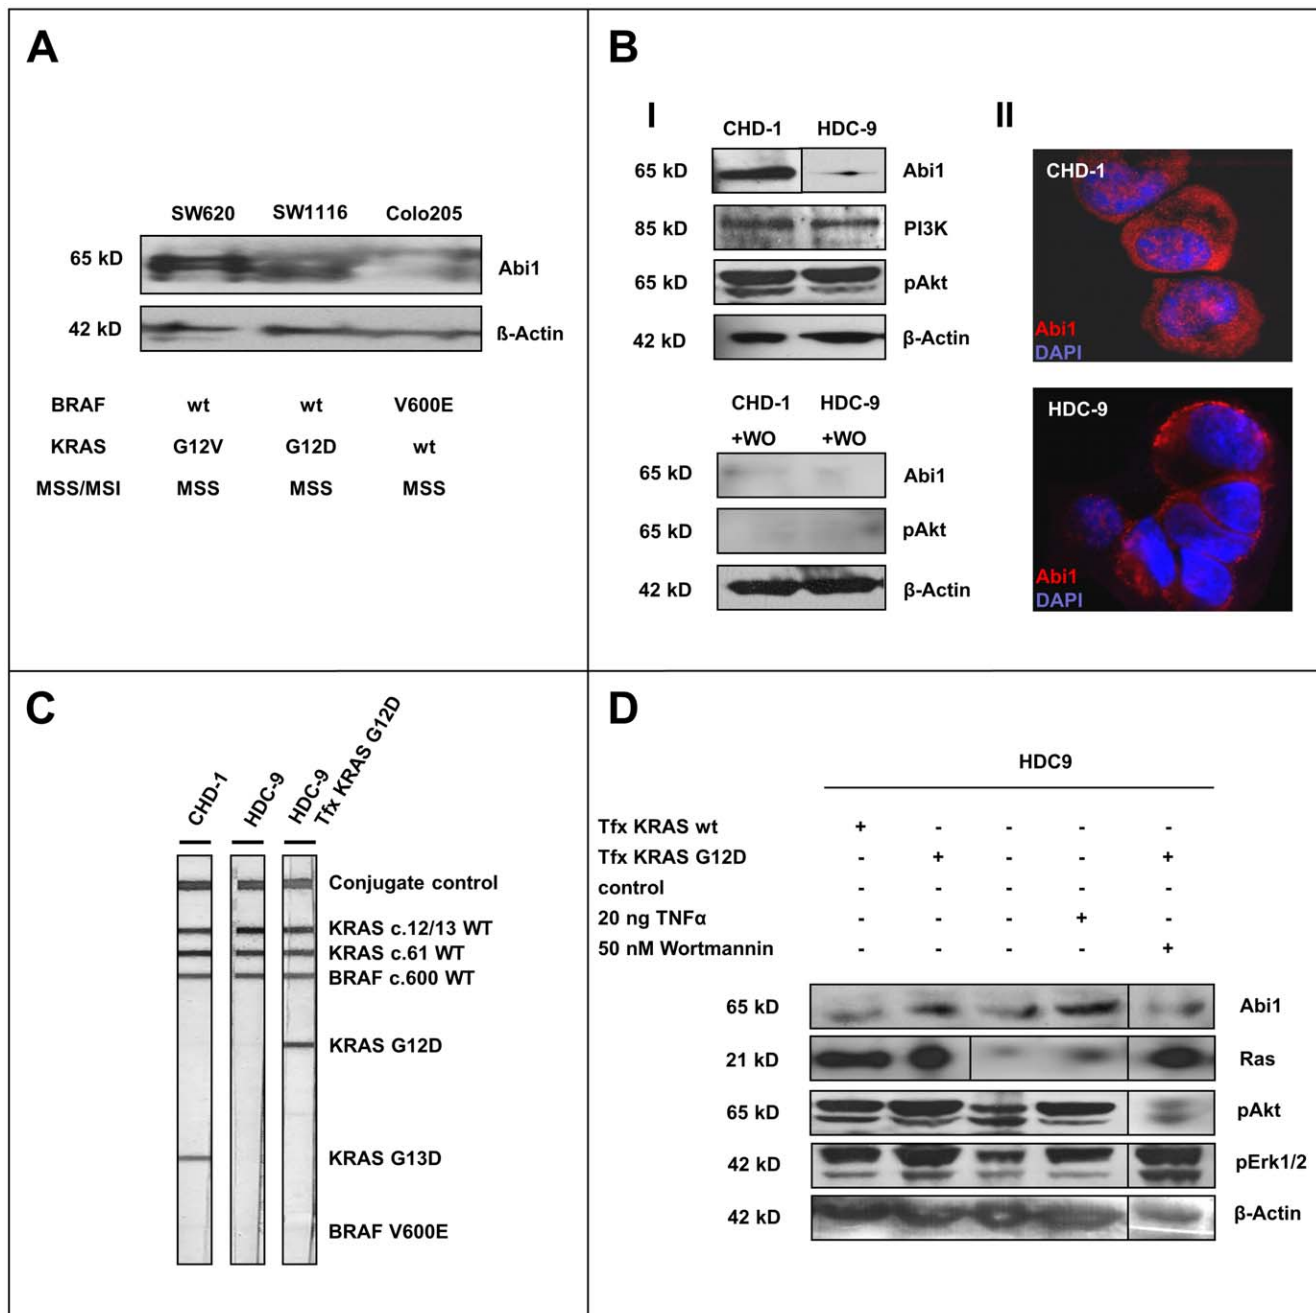 A
SW620 SW1116 Colo205
65 kD Abi1
42 kD ß-Actin
BRAF wt wt V600E
KRAS G12V G12D wt
MSS/MSI MSS MSS MSS
B
I
CHD-1 HDC-9
65 kD Abi1
85 kD PI3K
65 kD pAkt
42 kD β-Actin
CHD-1 HDC-9
+WO +WO
65 kD Abi1
65 kD pAkt
42 kD β-Actin
II
CHD-1
Abi1
DAPI
HDC-9
Abi1
DAPI
C
CHD-1
HDC-9
HDC-9
Tfx KRAS G12D
Conjugate control
KRAS c.12/13 WT
KRAS c.61 WT
BRAF c.600 WT
KRAS G12D
KRAS G13D
BRAF V600E
D
HDC9
Tfx KRAS wt + - - - -
Tfx KRAS G12D - + - - +
control - - - - -
20 ng TNFα - - - + -
50 nM Wortmannin - - - - +
65 kD Abi1
21 kD Ras
65 kD pAkt
42 kD pErk1/2
42 kD β-Actin